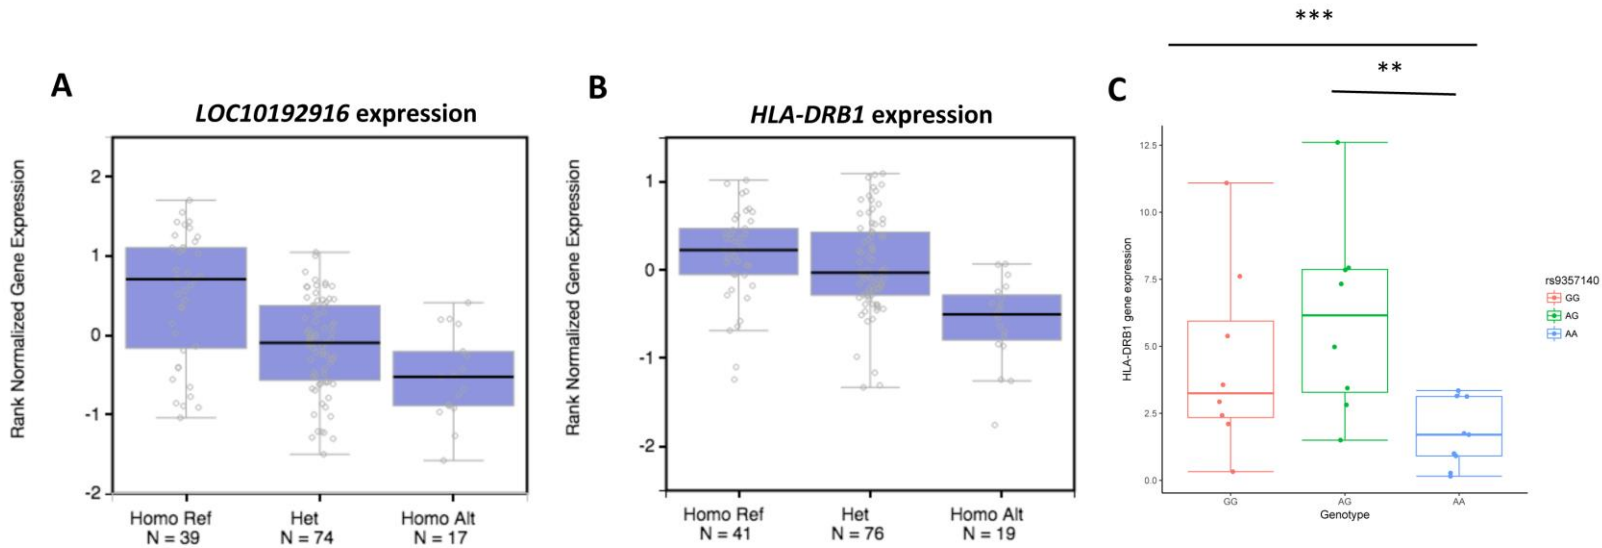 A
LOC10192916 expression
Rank Normalized Gene Expression
2
1
0
-1
-2
Homo Ref
N = 39
Het
N = 74
Homo Alt
N = 17
B
HLA-DRB1 expression
Rank Normalized Gene Expression
1
0
-1
-2
Homo Ref
N = 41
Het
N = 76
Homo Alt
N = 19
C
***
**
HLA-DRB1 gene expression
12.5
10.0
7.5
5.0
2.5
0.0
GG
AG
AA
Genotype
rs9357140
GG
AG
AA